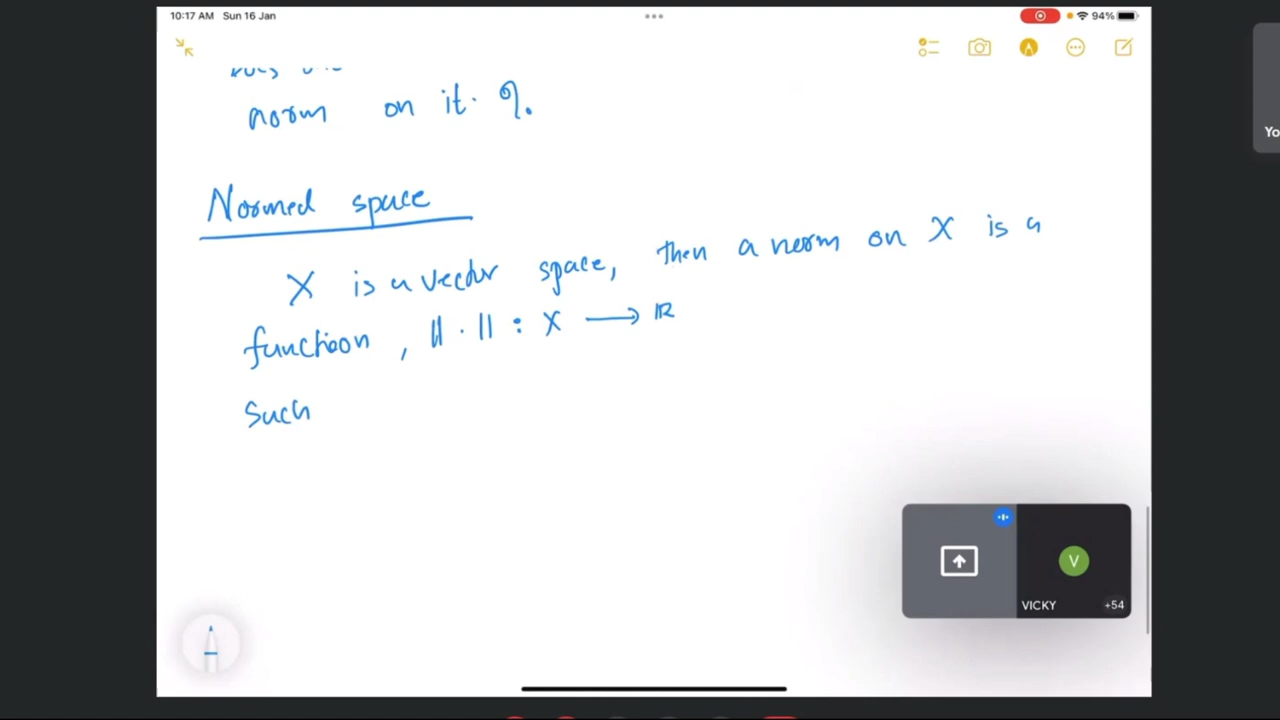 10:17 AM Sun 16 Jan
94%
norm on it.
Normed space
X is a vector space, then a norm on X is a
function, ||·|| : X ⟶ ℝ
such
V
VICKY +54
Yo